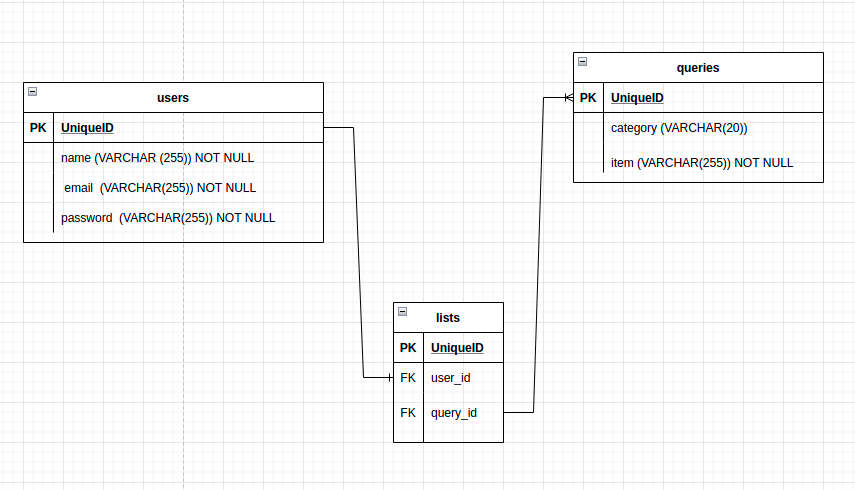 users
PK UniqueID
name (VARCHAR (255)) NOT NULL
email (VARCHAR(255)) NOT NULL
password (VARCHAR(255)) NOT NULL
queries
PK UniqueID
category (VARCHAR(20))
item (VARCHAR(255)) NOT NULL
lists
PK UniqueID
FK user_id
FK query_id